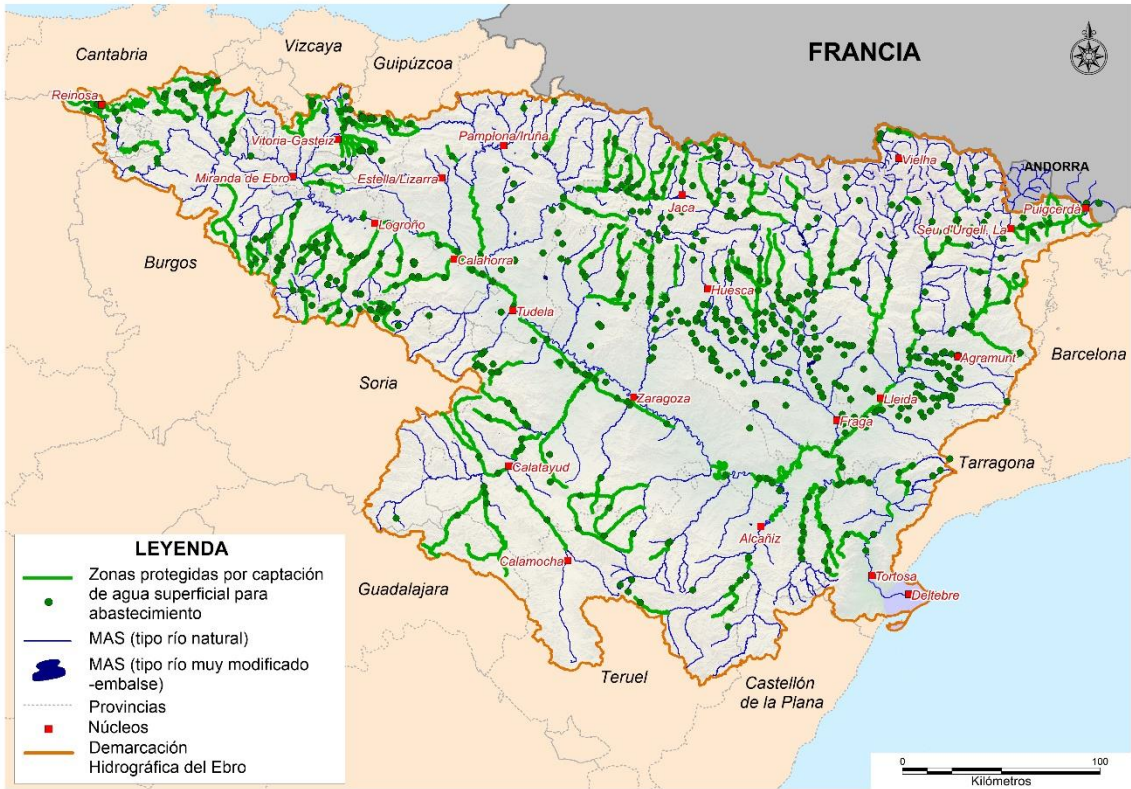 Cantabria
Vizcaya
Guipúzcoa
FRANCIA
Reinosa
Vitoria-Gasteiz
Pamplona/Iruña
Vielha
ANDORRA
Miranda de Ebro
Estella/Lizarra
Jaca
Puigcerdá
Logroño
Seu d'Urgell, La
Burgos
Calahorra
Huesca
Tudela
Barcelona
Agramunt
Soria
Zaragoza
Lleida
Fraga
Calatayud
Tarragona
Alcañiz
Calamocha
Tortosa
Guadalajara
Deltebre
Teruel
Castellón
de la Plana
LEYENDA
Zonas protegidas por captación
de agua superficial para
abastecimiento
MAS (tipo río natural)
MAS (tipo río muy modificado
-embalse)
Provincias
Núcleos
Demarcación
Hidrográfica del Ebro
0 100
Kilómetros